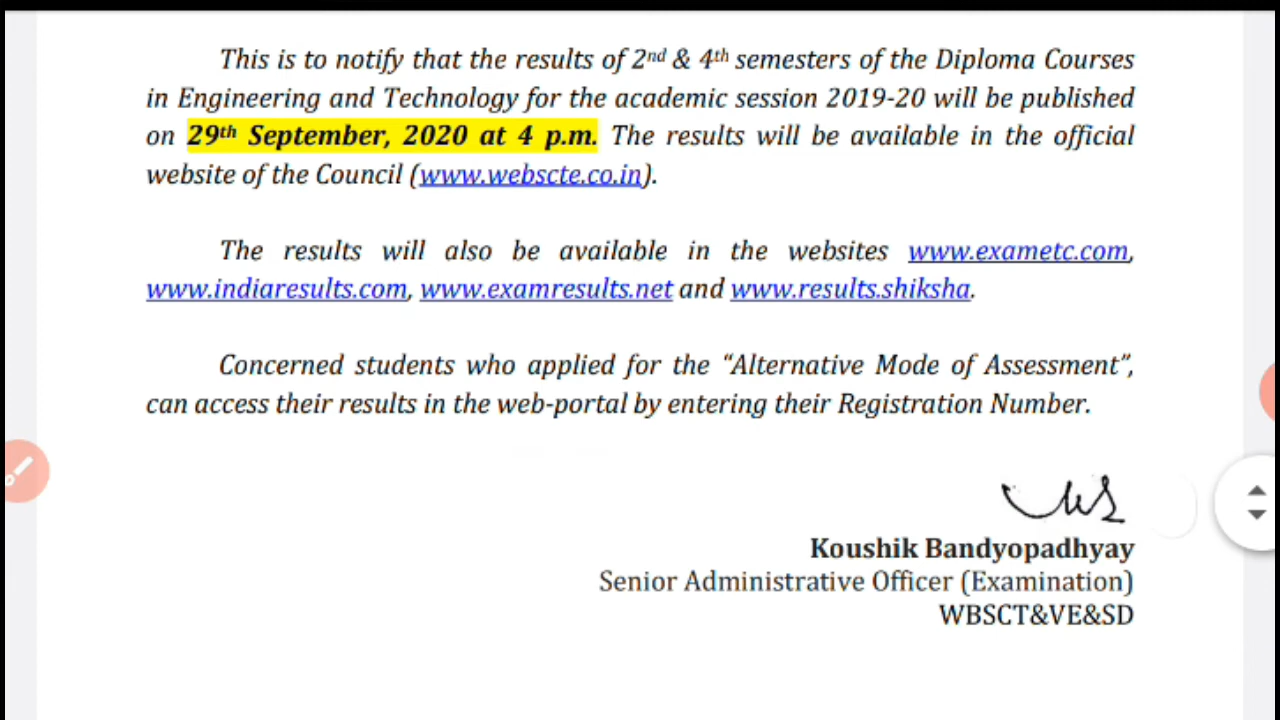 This is to notify that the results of 2nd & 4th semesters of the Diploma Courses
in Engineering and Technology for the academic session 2019-20 will be published
on 29th September, 2020 at 4 p.m. The results will be available in the official
website of the Council (www.webscte.co.in).
The results will also be available in the websites www.exametc.com,
www.indiaresults.com, www.examresults.net and www.results.shiksha.
Concerned students who applied for the “Alternative Mode of Assessment”,
can access their results in the web-portal by entering their Registration Number.
Koushik Bandyopadhyay
Senior Administrative Officer (Examination)
WBSCT&VE&SD